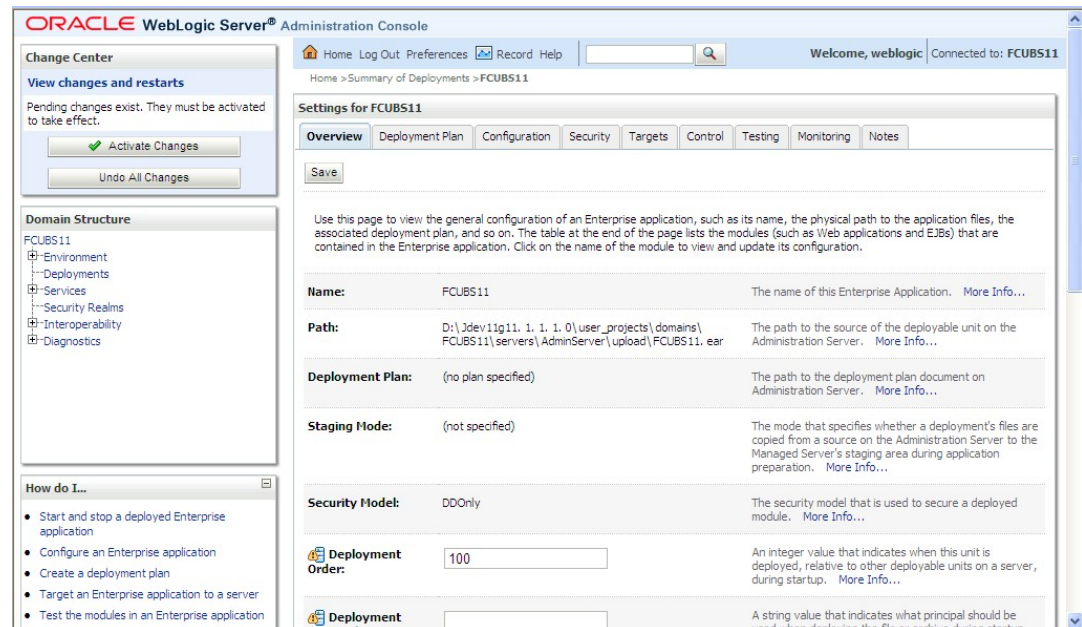 ORACLE WebLogic Server® Administration Console
Change Center
View changes and restarts
Pending changes exist. They must be activated
to take effect.
Activate Changes
Undo All Changes
Domain Structure
FCUBS11
Environment
Deployments
Services
Security Realms
Interoperability
Diagnostics
How do I...
Start and stop a deployed Enterprise
application
Configure an Enterprise application
Create a deployment plan
Target an Enterprise application to a server
Test the modules in an Enterprise application
Home Log Out Preferences Record Help
Welcome, weblogic Connected to: FCUBS11
Home >Summary of Deployments >FCUBS11
Settings for FCUBS11
Overview Deployment Plan Configuration Security Targets Control Testing Monitoring Notes
Save
Use this page to view the general configuration of an Enterprise application, such as its name, the physical path to the application files, the
associated deployment plan, and so on. The table at the end of the page lists the modules (such as Web applications and EJBs) that are
contained in the Enterprise application. Click on the name of the module to view and update its configuration.
Name: FCUBS11 The name of this Enterprise Application. More Info...
Path: D:\Jdev11g11. 1. 1. 1. 0\user_projects\domains\ The path to the source of the deployable unit on the
FCUBS11\servers\AdminServer\upload\FCUBS11. ear Administration Server. More Info...
Deployment Plan: (no plan specified) The path to the deployment plan document on
Administration Server. More Info...
Staging Mode: (not specified) The mode that specifies whether a deployment's files are
copied from a source on the Administration Server to the
Managed Server's staging area during application
preparation. More Info...
Security Model: DDOnly The security model that is used to secure a deployed
module. More Info...
Deployment 100 An integer value that indicates when this unit is
Order: deployed, relative to other deployable units on a server,
during startup. More Info...
Deployment A string value that indicates what principal should be